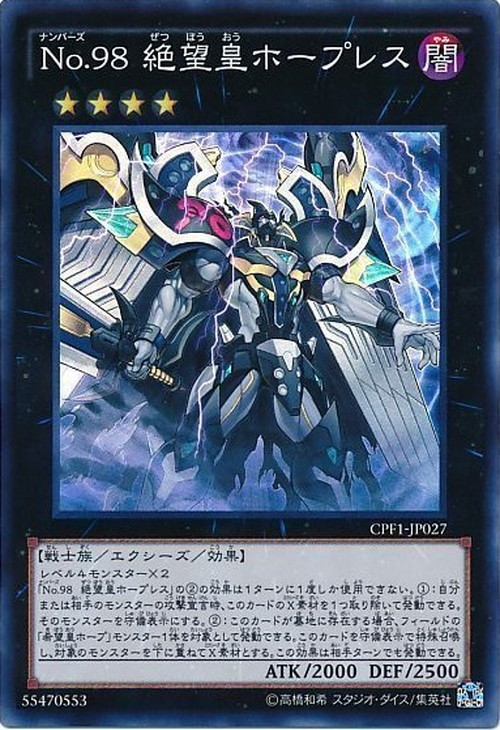 ナンバーズ ぜつ ぼう おう やみ
No.98 絶望皇ホープレス 闇
CPF1-JP027
【戦士族／エクシーズ／効果】
レベル４モンスター×２
「No.98 絶望皇ホープレス」の②の効果は１ターンに１度しか使用できない。①：自分
または相手のモンスターの攻撃宣言時、このカードのX素材を１つ取り除いて発動できる。
そのモンスターを守備表示にする。②：このカードが墓地に存在する場合、フィールドの
「希望皇ホープ」モンスター１体を対象として発動できる。このカードを守備表示で特殊召喚
し、対象のモンスターを下に重ねてX素材とする。この効果は相手ターンでも発動できる。
ATK/2000 DEF/2500
55470553 ©高橋和希 スタジオ・ダイス/集英社